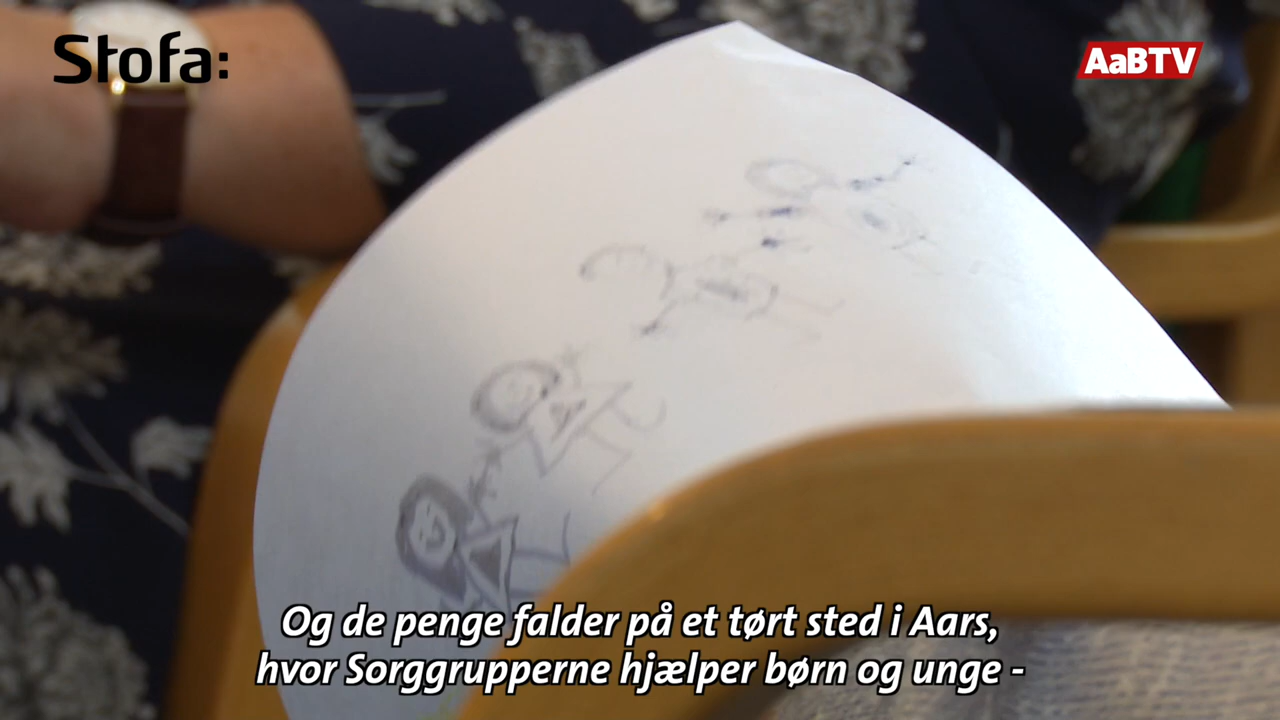 Stofa:
AaBTV
Og de penge falder på et tørt sted i Aars,
hvor Sorggrupperne hjælper børn og unge -